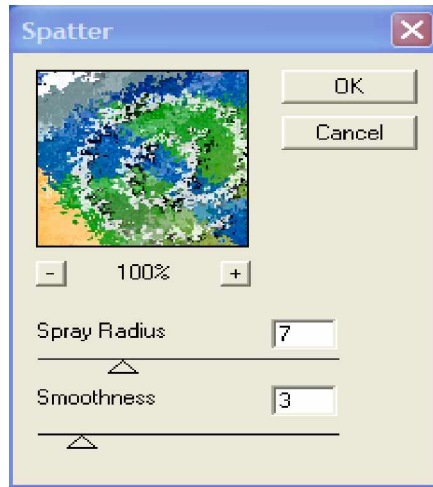 Spatter
OK
Cancel
- 100% +
Spray Radius 7
Smoothness 3